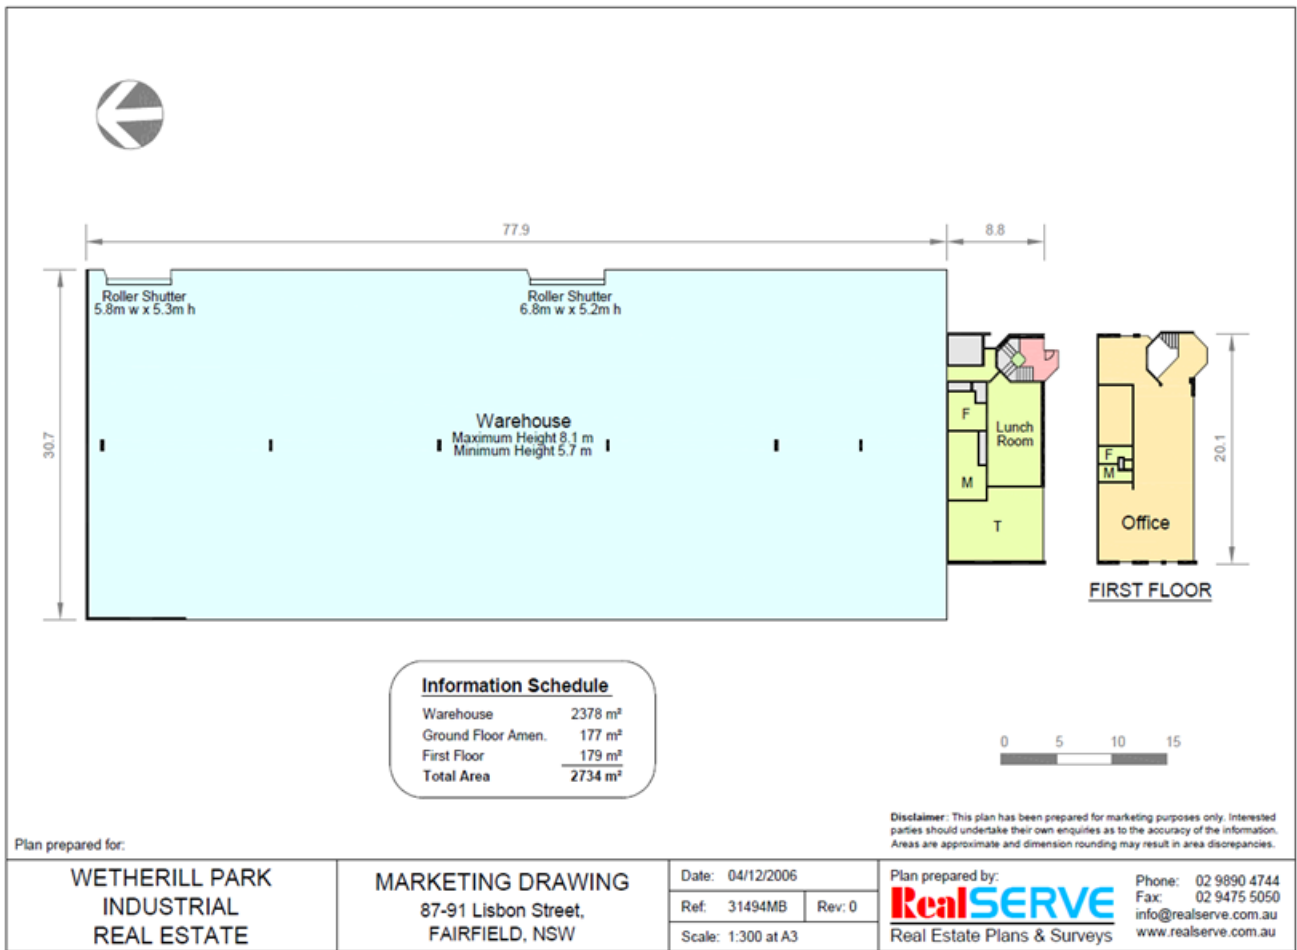 77.9
8.8
Roller Shutter
5.8m w x 5.3m h
Roller Shutter
6.8m w x 5.2m h
30.7
Warehouse
Maximum Height 8.1 m
Minimum Height 5.7 m
F
Lunch
Room
M
T
F
M
Office
20.1
FIRST FLOOR
Information Schedule
Warehouse 2378 m²
Ground Floor Amen. 177 m²
First Floor 179 m²
Total Area 2734 m²
0 5 10 15
Disclaimer: This plan has been prepared for marketing purposes only. Interested
parties should undertake their own enquiries as to the accuracy of the information.
Areas are approximate and dimension rounding may result in area discrepancies.
Plan prepared for:
WETHERILL PARK
INDUSTRIAL
REAL ESTATE
MARKETING DRAWING
87-91 Lisbon Street,
FAIRFIELD, NSW
Date: 04/12/2006
Ref: 31494MB Rev: 0
Scale: 1:300 at A3
Plan prepared by:
RealSERVE
Real Estate Plans & Surveys
Phone: 02 9890 4744
Fax: 02 9475 5050
info@realserve.com.au
www.realserve.com.au